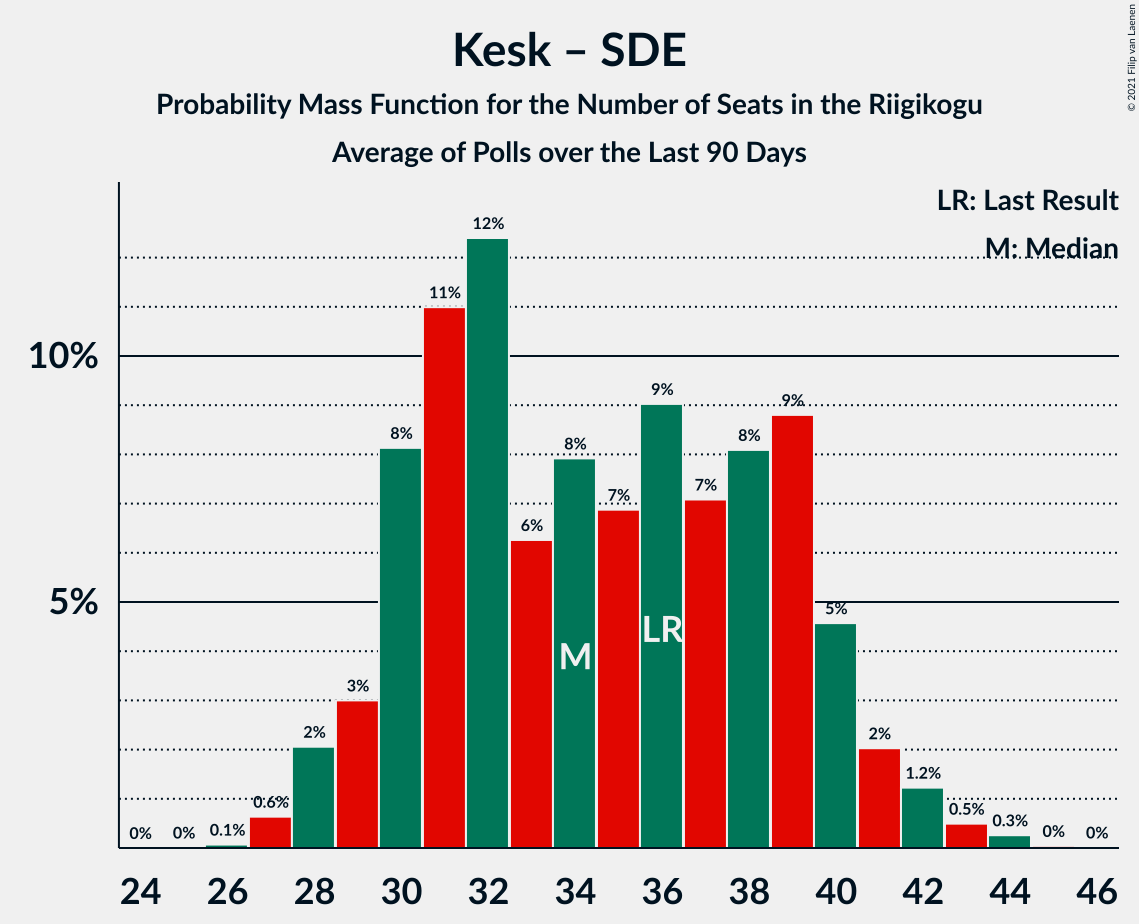 Kesk – SDE
Probability Mass Function for the Number of Seats in the Riigikogu
Average of Polls over the Last 90 Days
© 2021 Filip van Laenen
LR: Last Result
M: Median
10%
5%
0%
0%
0.1%
0.6%
2%
3%
8%
11%
12%
6%
8%
7%
9%
7%
8%
9%
5%
2%
1.2%
0.5%
0.3%
0%
0%
M
LR
24 26 28 30 32 34 36 38 40 42 44 46